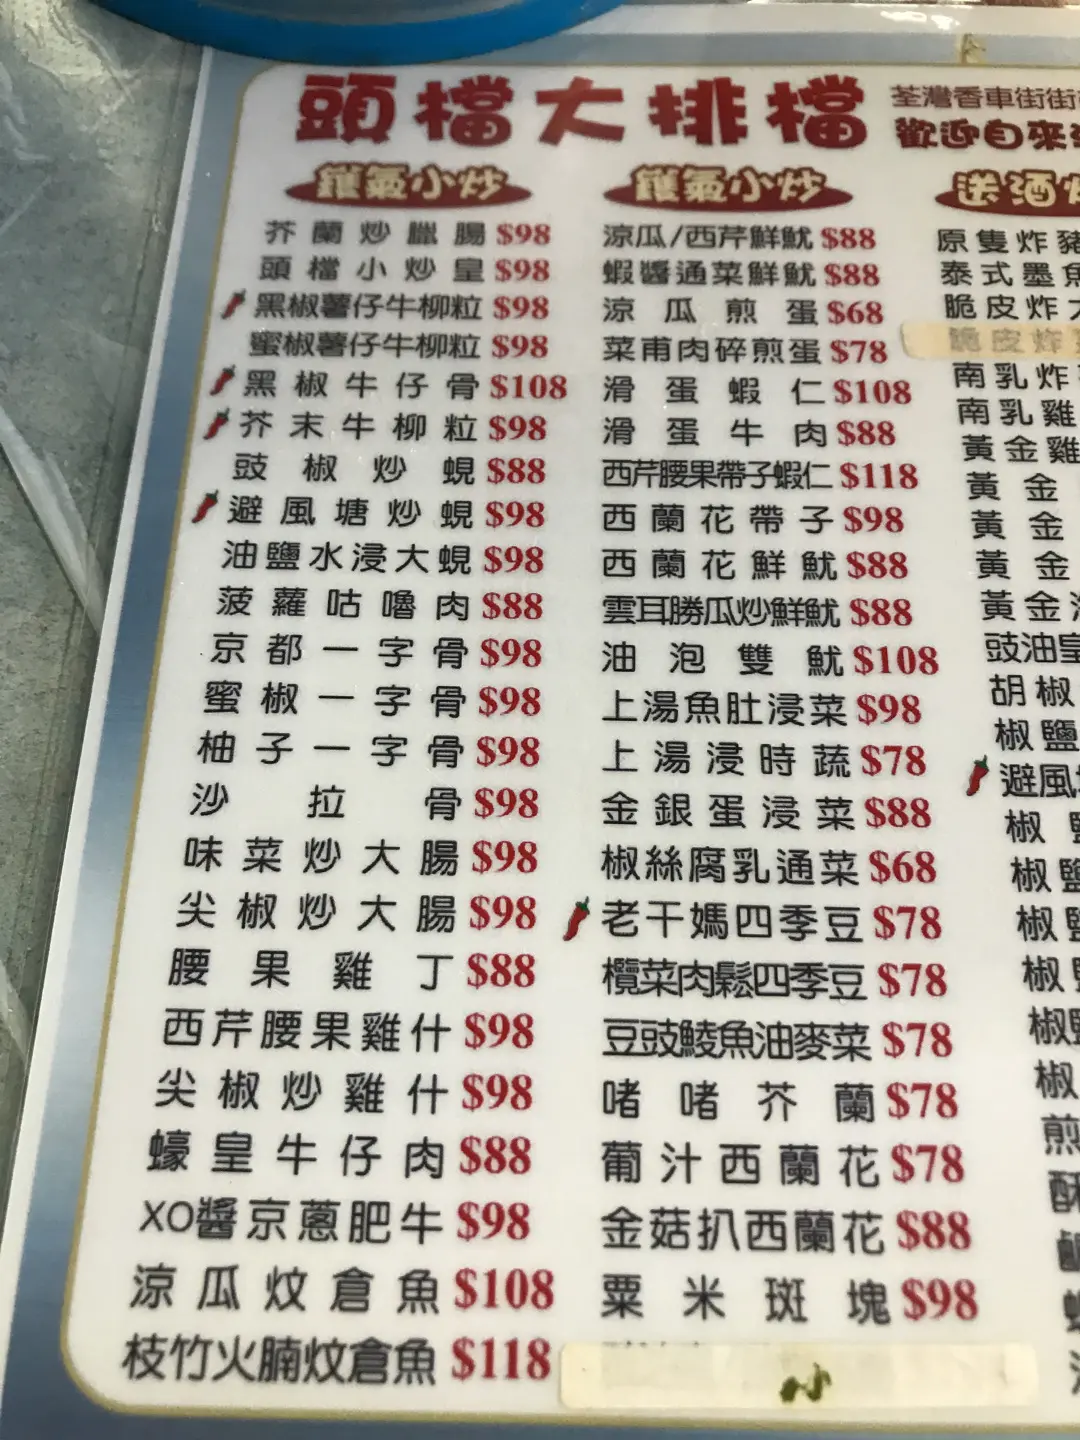 頭檔大排檔
荃灣香車街街
歡迎自來
鑊氣小炒
芥蘭炒臘腸 $98
頭檔小炒皇 $98
黑椒薯仔牛柳粒 $98
蜜椒薯仔牛柳粒 $98
黑椒牛仔骨 $108
芥末牛柳粒 $98
豉椒炒蜆 $88
避風塘炒蜆 $98
油鹽水浸大蜆 $98
菠蘿咕嚕肉 $88
京都一字骨 $98
蜜椒一字骨 $98
柚子一字骨 $98
沙拉骨 $98
味菜炒大腸 $98
尖椒炒大腸 $98
腰果雞丁 $88
西芹腰果雞什 $98
尖椒炒雞什 $98
蠔皇牛仔肉 $88
XO醬京蔥肥牛 $98
涼瓜炆倉魚 $108
枝竹火腩炆倉魚 $118
鑊氣小炒
涼瓜/西芹鮮魷 $88
蝦醬通菜鮮魷 $88
涼瓜煎蛋 $68
菜甫肉碎煎蛋 $78
滑蛋蝦仁 $108
滑蛋牛肉 $88
西芹腰果帶子蝦仁 $118
西蘭花帶子 $98
西蘭花鮮魷 $88
雲耳勝瓜炒鮮魷 $88
油泡雙魷 $108
上湯魚肚浸菜 $98
上湯浸時蔬 $78
金銀蛋浸菜 $88
椒絲腐乳通菜 $68
老干媽四季豆 $78
欖菜肉鬆四季豆 $78
豆豉鯪魚油麥菜 $78
啫啫芥蘭 $78
葡汁西蘭花 $78
金菇扒西蘭花 $88
粟米斑塊 $98
送酒
原隻炸
泰式墨
脆皮炸
脆皮炸
南乳炸
南乳雞
黃金雞
黃金
黃金
黃金
黃金
豉油皇
胡椒
椒鹽
避風
椒
椒鹽
椒
椒
椒
椒
煎